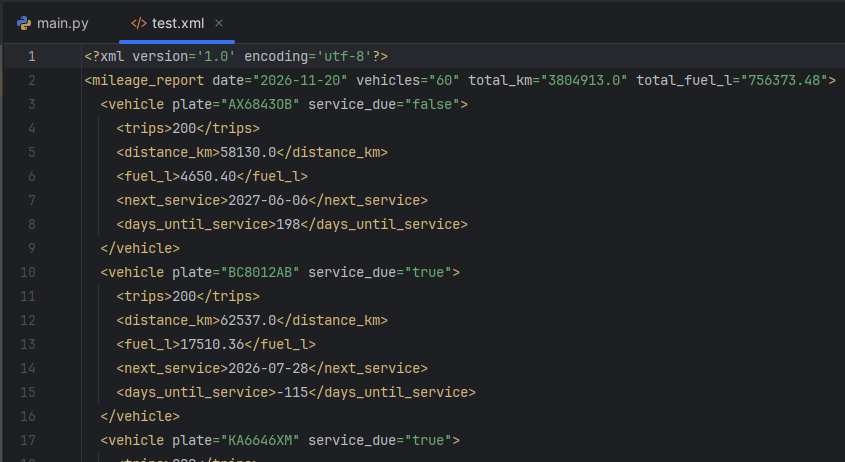 main.py test.xml
1 <?xml version='1.0' encoding='utf-8'?>
2 <mileage_report date="2026-11-20" vehicles="60" total_km="3804913.0" total_fuel_l="756373.48">
3 <vehicle plate="AX6843OB" service_due="false">
4 <trips>200</trips>
5 <distance_km>58130.0</distance_km>
6 <fuel_l>4650.40</fuel_l>
7 <next_service>2027-06-06</next_service>
8 <days_until_service>198</days_until_service>
9 </vehicle>
10 <vehicle plate="BC8012AB" service_due="true">
11 <trips>200</trips>
12 <distance_km>62537.0</distance_km>
13 <fuel_l>17510.36</fuel_l>
14 <next_service>2026-07-28</next_service>
15 <days_until_service>-115</days_until_service>
16 </vehicle>
17 <vehicle plate="KA6646XM" service_due="true">